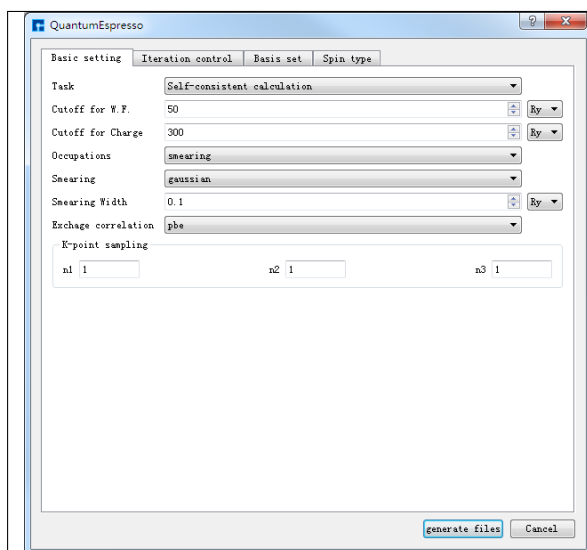 QuantumEspresso
Basic setting Iteration control Basis set Spin type
Task Self-consistent calculation
Cutoff for W.F. 50 Ry
Cutoff for Charge 300 Ry
Occupations smearing
Smearing gaussian
Smearing Width 0.1 Ry
Exchage correlation pbe
K-point sampling
n1 1 n2 1 n3 1
generate files Cancel